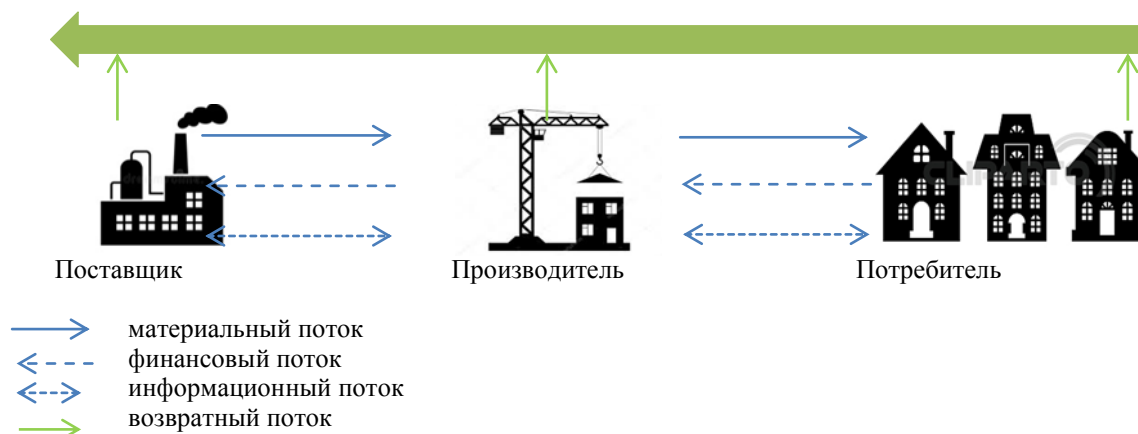 Поставщик
Производитель
Потребитель
материальный поток
финансовый поток
информационный поток
возвратный поток